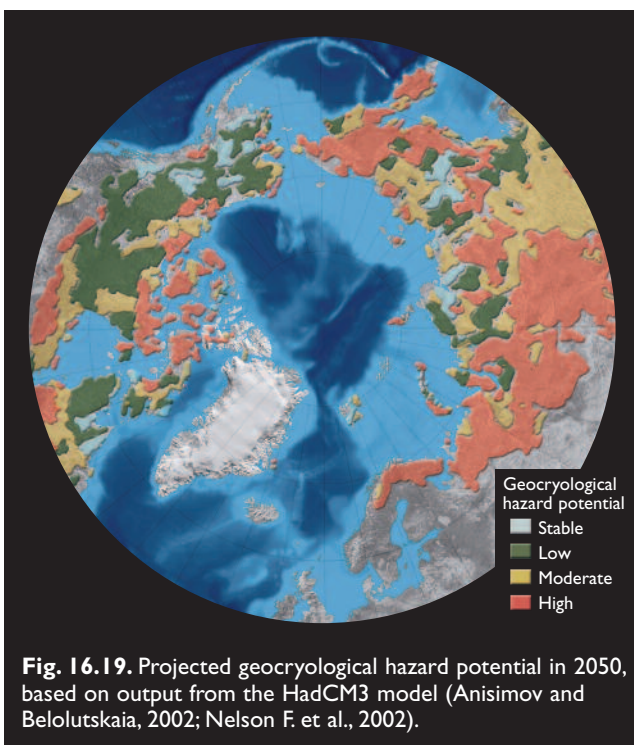 Geocryological
hazard potential
Stable
Low
Moderate
High
Fig. 16.19. Projected geocryological hazard potential in 2050,
based on output from the HadCM3 model (Anisimov and
Belolutskaia, 2002; Nelson F. et al., 2002).